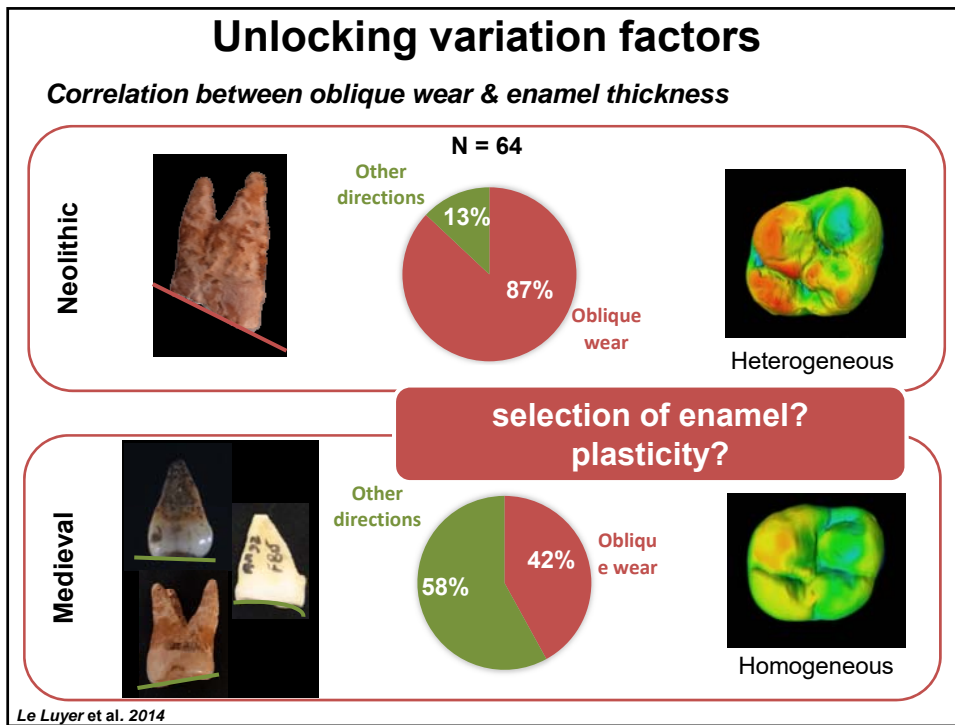 Unlocking variation factors
Correlation between oblique wear & enamel thickness
N = 64
Neolithic
Other
directions
13%
87%
Oblique
wear
Heterogeneous
selection of enamel?
plasticity?
Medieval
Other
directions
58%
42%
Obliqu
e wear
Homogeneous
Le Luyer et al. 2014